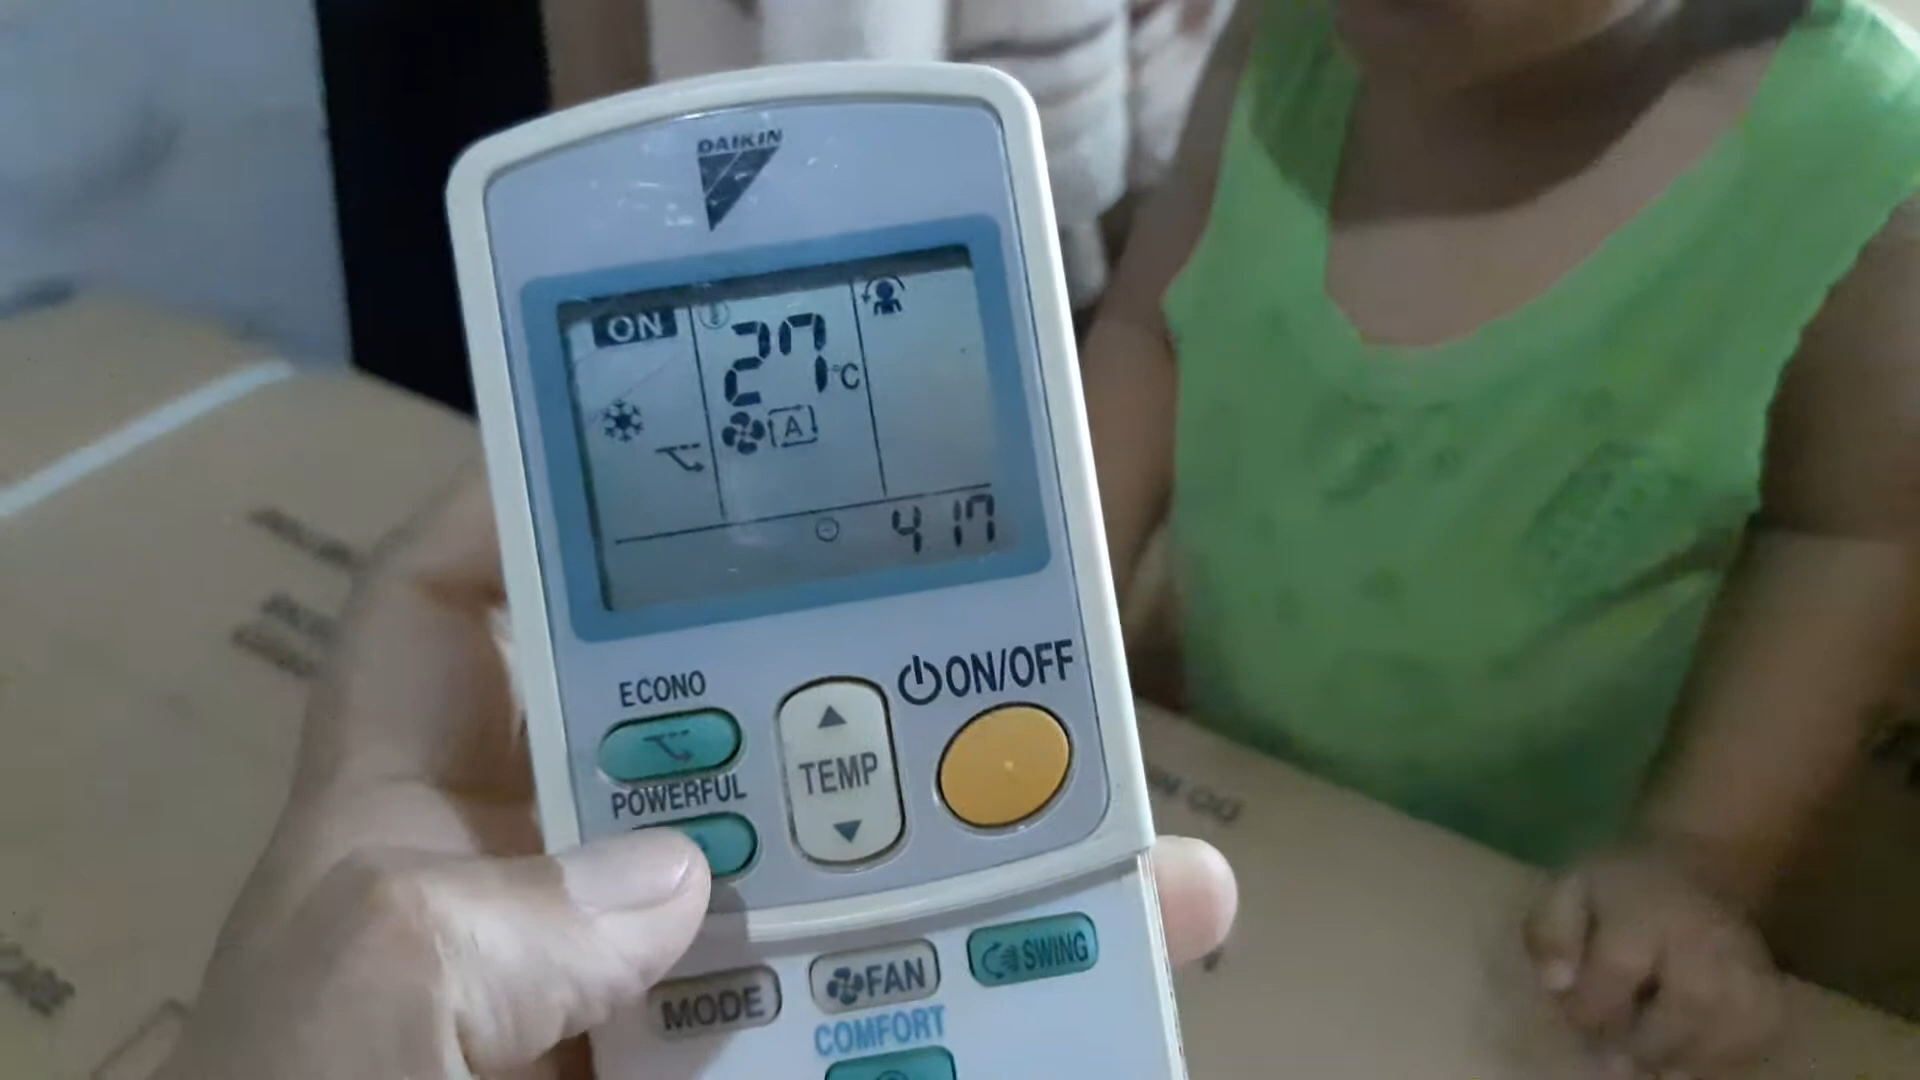 DAIKIN
ON
27°C
A
4 17
ECONO
ON/OFF
POWERFUL
TEMP
MODE
FAN
SWING
COMFORT